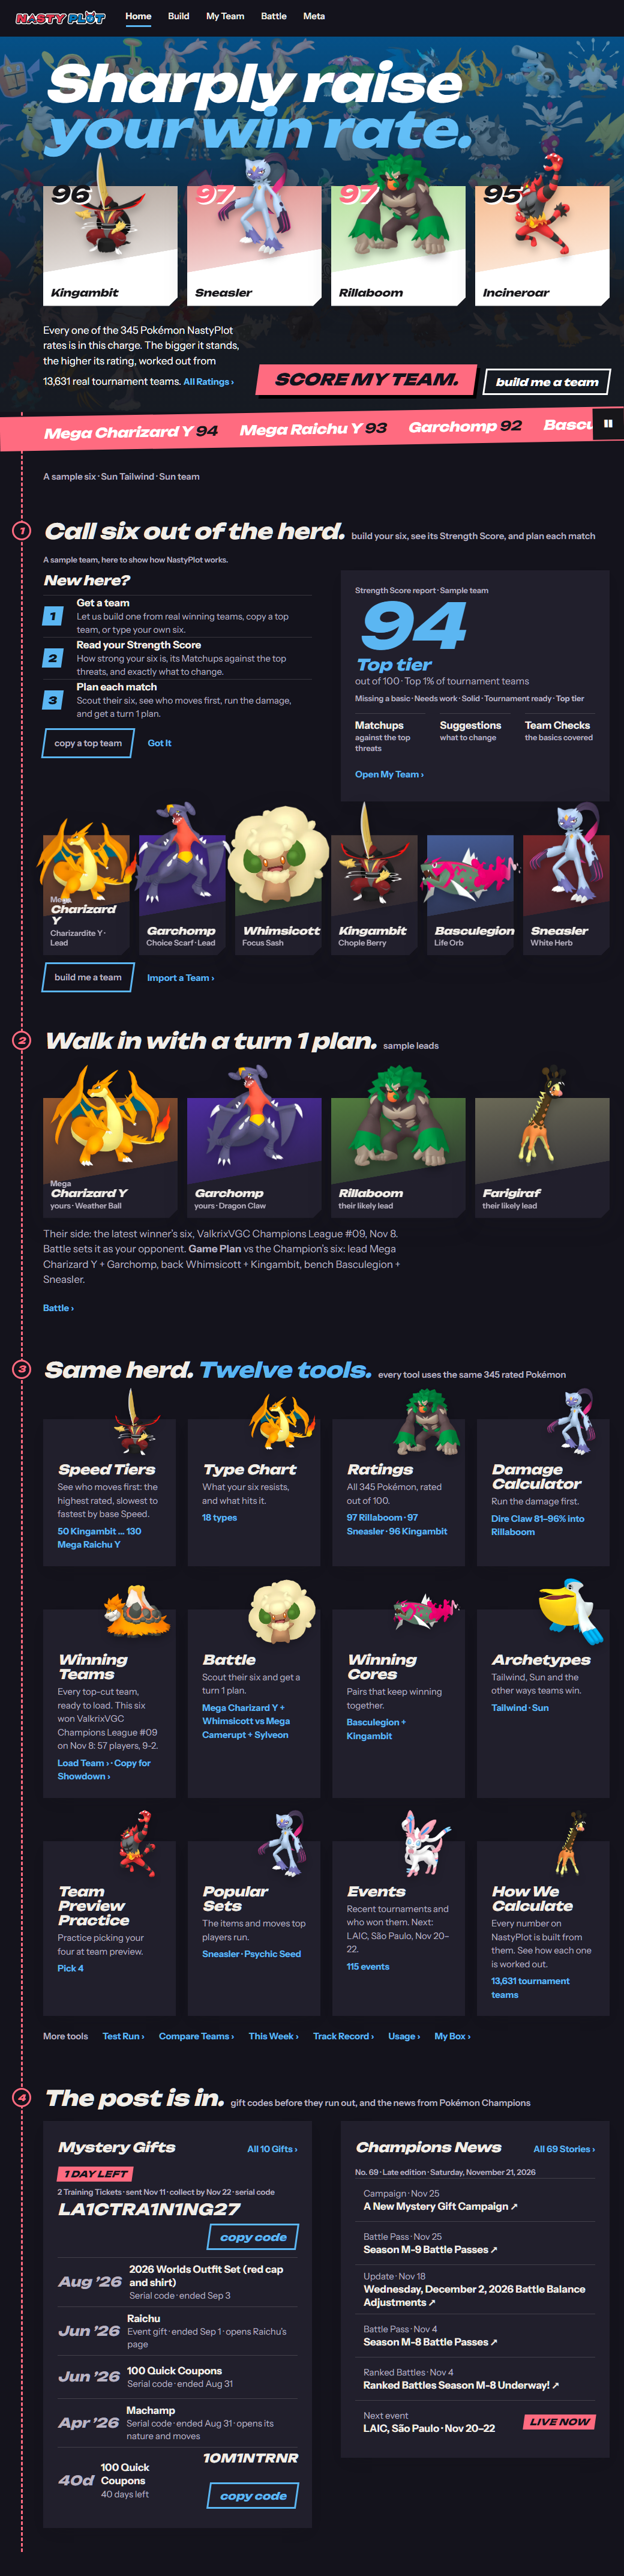 NASTY PLOT
Home
Build
My Team
Battle
Meta
Sharply raise
your win rate.
96
97
97
95
Kingambit
Sneasler
Rillaboom
Incineroar
Every one of the 345 Pokémon NastyPlot
rates is in this charge. The bigger it stands,
the higher its rating, worked out from
13,631 real tournament teams. All Ratings ›
SCORE MY TEAM.
build me a team
Mega Charizard Y 94
Mega Raichu Y 93
Garchomp 92
Bascu
A sample six · Sun Tailwind · Sun team
1
Call six out of the herd. build your six, see its Strength Score, and plan each match
A sample team, here to show how NastyPlot works.
New here?
1
Get a team
Let us build one from real winning teams, copy a top
team, or type your own six.
2
Read your Strength Score
How strong your six is, its Matchups against the top
threats, and exactly what to change.
3
Plan each match
Scout their six, see who moves first, run the damage,
and get a turn 1 plan.
copy a top team
Got It
Strength Score report · Sample team
94
Top tier
out of 100 · Top 1% of tournament teams
Missing a basic · Needs work · Solid · Tournament ready · Top tier
Matchups
against the top
threats
Suggestions
what to change
Team Checks
the basics covered
Open My Team ›
Mega
Charizard
Y
Charizardite Y ·
Lead
Garchomp
Choice Scarf · Lead
Whimsicott
Focus Sash
Kingambit
Chople Berry
Basculegion
Life Orb
Sneasler
White Herb
build me a team
Import a Team ›
2
Walk in with a turn 1 plan. sample leads
Mega
Charizard Y
yours · Weather Ball
Garchomp
yours · Dragon Claw
Rillaboom
their likely lead
Farigiraf
their likely lead
Their side: the latest winner's six, ValkrixVGC Champions League #09, Nov 8.
Battle sets it as your opponent. Game Plan vs the Champion's six: lead Mega
Charizard Y + Garchomp, back Whimsicott + Kingambit, bench Basculegion +
Sneasler.
Battle ›
3
Same herd. Twelve tools. every tool uses the same 345 rated Pokémon
Speed Tiers
See who moves first: the
highest rated, slowest to
fastest by base Speed.
50 Kingambit ... 130
Mega Raichu Y
Type Chart
What your six resists,
and what hits it.
18 types
Ratings
All 345 Pokémon, rated
out of 100.
97 Rillaboom · 97
Sneasler · 96 Kingambit
Damage
Calculator
Run the damage first.
Dire Claw 81–96% into
Rillaboom
Winning
Teams
Every top-cut team,
ready to load. This six
won ValkrixVGC
Champions League #09
on Nov 8: 57 players, 9-2.
Load Team › · Copy for
Showdown ›
Battle
Scout their six and get a
turn 1 plan.
Mega Charizard Y +
Whimsicott vs Mega
Camerupt + Sylveon
Winning
Cores
Pairs that keep winning
together.
Basculegion +
Kingambit
Archetypes
Tailwind, Sun and the
other ways teams win.
Tailwind · Sun
Team
Preview
Practice
Practice picking your
four at team preview.
Pick 4
Popular
Sets
The items and moves top
players run.
Sneasler · Psychic Seed
Events
Recent tournaments and
who won them. Next:
LAIC, São Paulo, Nov 20–
22.
115 events
How We
Calculate
Every number on
NastyPlot is built from
them. See how each one
is worked out.
13,631 tournament
teams
More tools
Test Run ›
Compare Teams ›
This Week ›
Track Record ›
Usage ›
My Box ›
4
The post is in. gift codes before they run out, and the news from Pokémon Champions
Mystery Gifts
All 10 Gifts ›
1 DAY LEFT
2 Training Tickets · sent Nov 11 · collect by Nov 22 · serial code
LA1CTRA1N1NG27
copy code
Aug '26
2026 Worlds Outfit Set (red cap
and shirt)
Serial code · ended Sep 3
Jun '26
Raichu
Event gift · ended Sep 1 · opens Raichu's
page
Jun '26
100 Quick Coupons
Serial code · ended Aug 31
Apr '26
Machamp
Serial code · ended Aug 31 · opens its
nature and moves
40d
100 Quick
Coupons
40 days left
10M1NTRNR
copy code
Champions News
All 69 Stories ›
No. 69 · Late edition · Saturday, November 21, 2026
Campaign · Nov 25
A New Mystery Gift Campaign ↗
Battle Pass · Nov 25
Season M-9 Battle Passes ↗
Update · Nov 18
Wednesday, December 2, 2026 Battle Balance
Adjustments ↗
Battle Pass · Nov 4
Season M-8 Battle Passes ↗
Ranked Battles · Nov 4
Ranked Battles Season M-8 Underway! ↗
Next event
LAIC, São Paulo · Nov 20–22
LIVE NOW